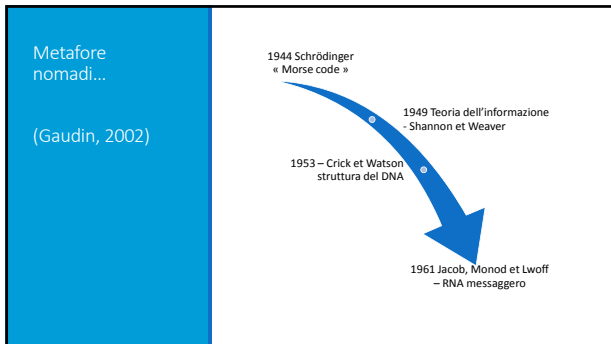 Metafore
nomadi…
(Gaudin, 2002)
1944 Schrödinger
« Morse code »
1949 Teoria dell’informazione
- Shannon et Weaver
1953 – Crick et Watson
struttura del DNA
1961 Jacob, Monod et Lwoff
– RNA messaggero